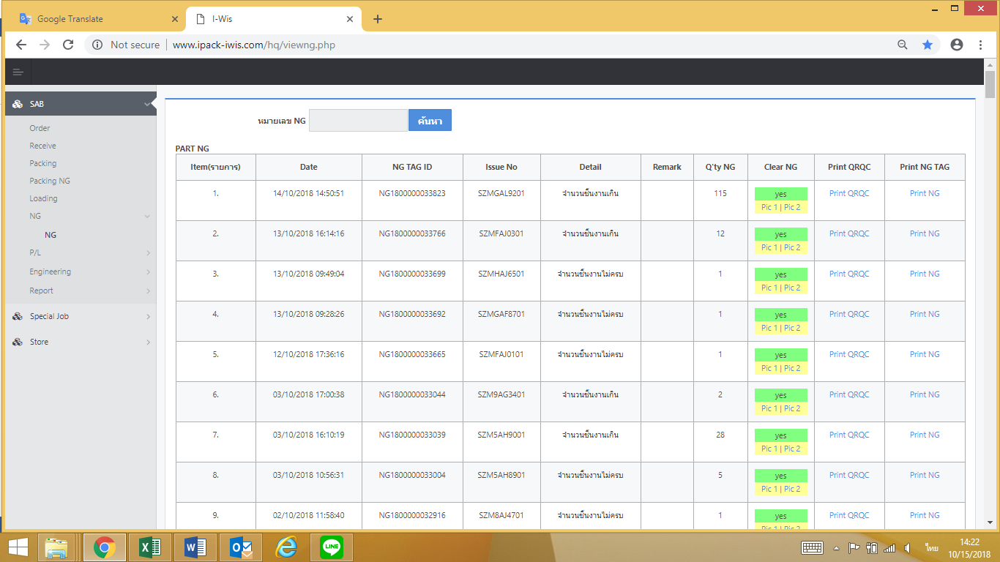 Google Translate
I-Wis
Not secure | www.ipack-iwis.com/hq/viewng.php
SAB
Order
Receive
Packing
Packing NG
Loading
NG
NG
P/L
Engineering
Report
Special Job
Store
หมายเลข NG ค้นหา
PART NG
Item(รายการ) Date NG TAG ID Issue No Detail Remark Q'ty NG Clear NG Print QRQC Print NG TAG
1. 14/10/2018 14:50:51 NG1800000033823 SZMGAL9201 จำนวนชิ้นงานเกิน 115 yes Print QRQC Print NG
Pic 1 | Pic 2
2. 13/10/2018 16:14:16 NG1800000033766 SZMFAJ0301 จำนวนชิ้นงานเกิน 12 yes Print QRQC Print NG
Pic 1 | Pic 2
3. 13/10/2018 09:49:04 NG1800000033699 SZMHAJ6501 จำนวนชิ้นงานไม่ครบ 1 yes Print QRQC Print NG
Pic 1 | Pic 2
4. 13/10/2018 09:28:26 NG1800000033692 SZMGAF8701 จำนวนชิ้นงานไม่ครบ 1 yes Print QRQC Print NG
Pic 1 | Pic 2
5. 12/10/2018 17:36:16 NG1800000033665 SZMFAJ0101 จำนวนชิ้นงานไม่ครบ 1 yes Print QRQC Print NG
Pic 1 | Pic 2
6. 03/10/2018 17:00:38 NG1800000033044 SZM9AG3401 จำนวนชิ้นงานเกิน 2 yes Print QRQC Print NG
Pic 1 | Pic 2
7. 03/10/2018 16:10:19 NG1800000033039 SZM5AH9001 จำนวนชิ้นงานเกิน 28 yes Print QRQC Print NG
Pic 1 | Pic 2
8. 03/10/2018 10:56:31 NG1800000033004 SZM5AH8901 จำนวนชิ้นงานไม่ครบ 5 yes Print QRQC Print NG
Pic 1 | Pic 2
9. 02/10/2018 11:58:40 NG1800000032916 SZM8AJ4701 จำนวนชิ้นงานไม่ครบ 1 yes Print QRQC Print NG
Pic 1 | Pic 2
LINE
ไทย
14:22
10/15/2018